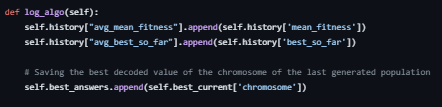 def log_algo(self):
self.history["avg_mean_fitness"].append(self.history['mean_fitness'])
self.history["avg_best_so_far"].append(self.history['best_so_far'])
# Saving the best decoded value of the chromosome of the last generated population
self.best_answers.append(self.best_current['chromosome'])